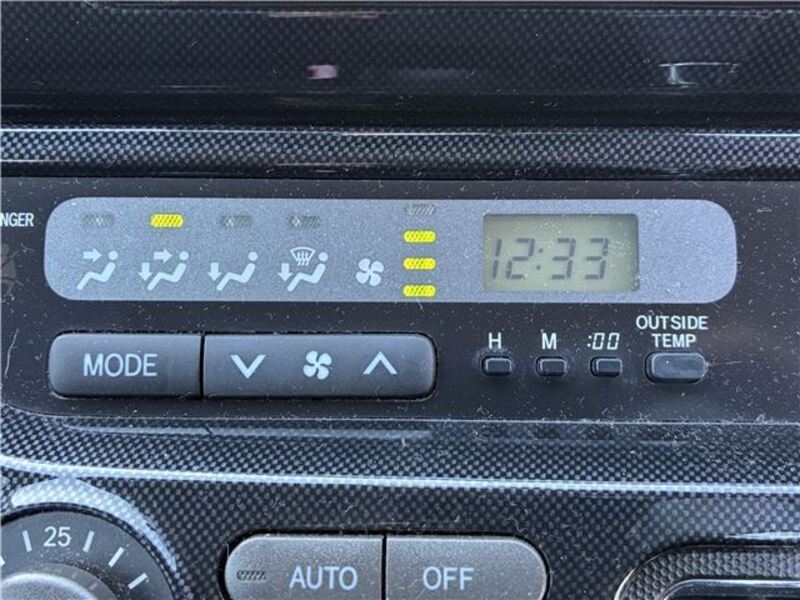 NGER
12:33
MODE
H M :00 OUTSIDE
TEMP
25
AUTO OFF